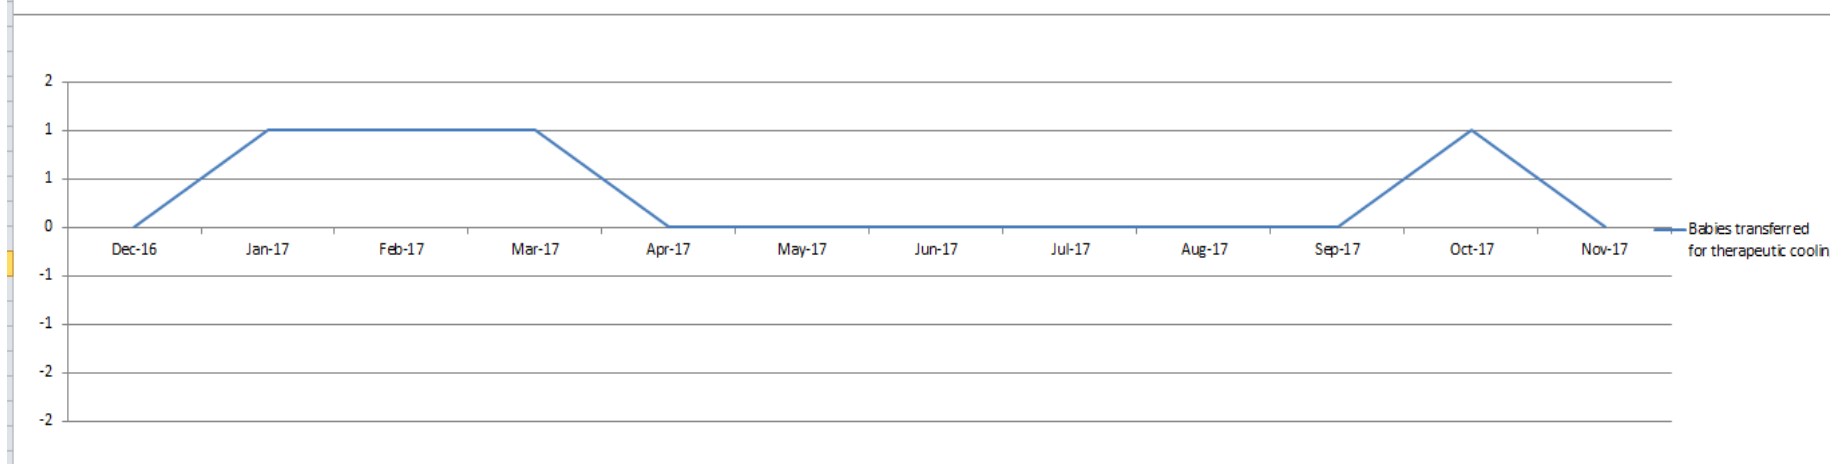 2
1
1
0
-1
-1
-2
-2
Dec-16 Jan-17 Feb-17 Mar-17 Apr-17 May-17 Jun-17 Jul-17 Aug-17 Sep-17 Oct-17 Nov-17
Babies transferred
for therapeutic coolin